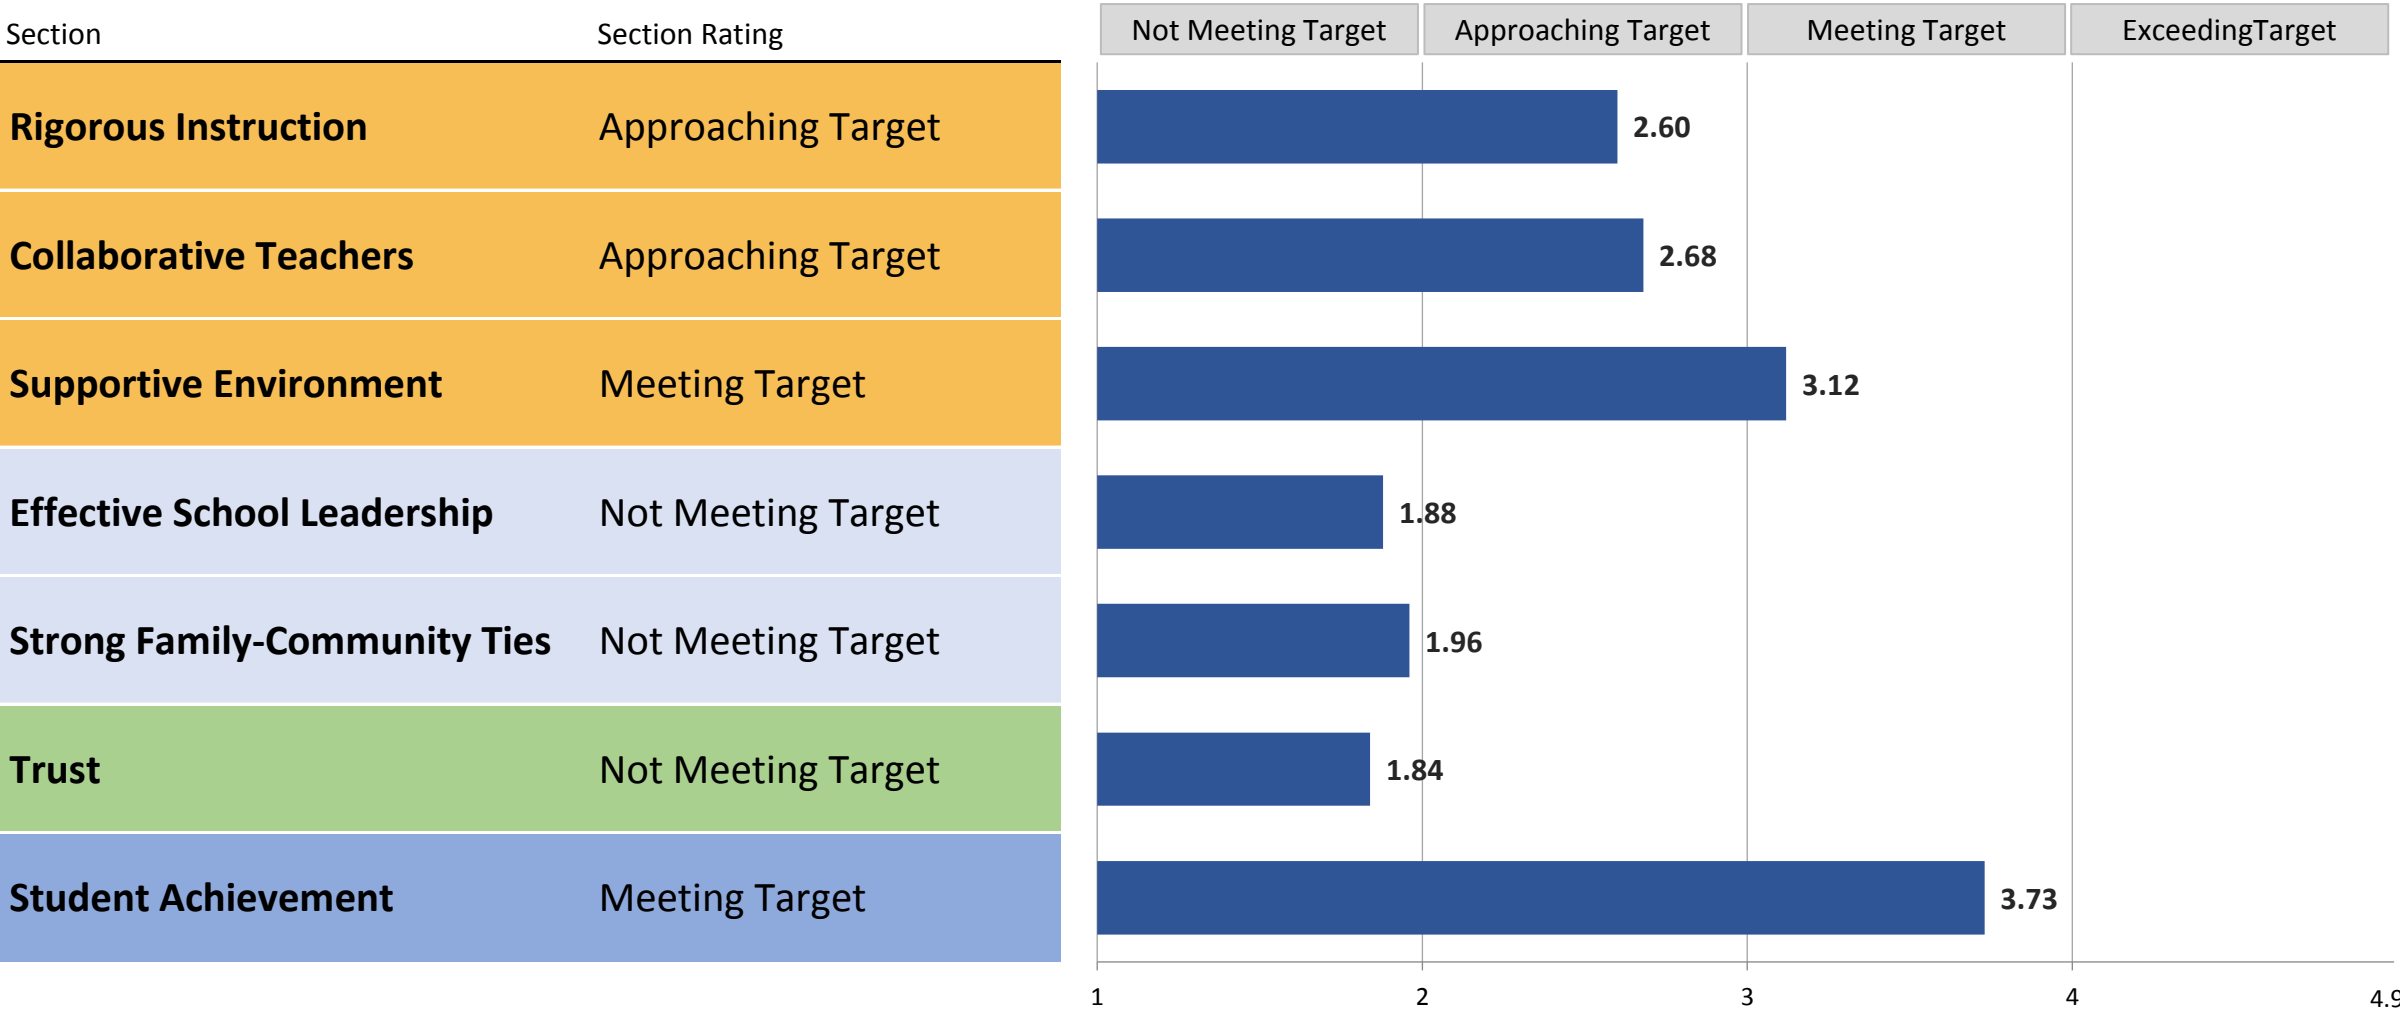 Section Section Rating Not Meeting Target Approaching Target Meeting Target ExceedingTarget
Rigorous Instruction Approaching Target 2.60
Collaborative Teachers Approaching Target 2.68
Supportive Environment Meeting Target 3.12
Effective School Leadership Not Meeting Target 1.88
Strong Family-Community Ties Not Meeting Target 1.96
Trust Not Meeting Target 1.84
Student Achievement Meeting Target 3.73
1 2 3 4 4.9